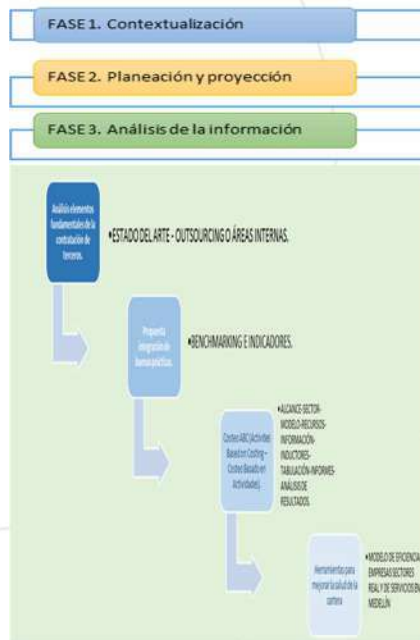 FASE 1. Contextualización
FASE 2. Planeación y proyección
FASE 3. Análisis de la información
Análisis elementos
fundamentales de la
contratación de
terceros.
•ESTADO DEL ARTE - OUTSOURCING O ÁREAS INTERNAS.
Propuesta
integración de
buenas prácticas.
•BENCHMARKING E INDICADORES.
Costeo ABC (Activities
Based on Costing –
Costeo Basado en
Actividades).
•ALCANCE-SECTOR-
MODELO-RECURSOS-
INFORMACIÓN-
INDUCTORES-
TABULACIÓN-INFORMES-
ANÁLISIS DE
RESULTADOS.
Herramientas para
mejorar la salud de la
cartera
•MODELO DE EFICIENCIA
EMPRESAS SECTORES
REAL Y DE SERVICIOS EN
MEDELLÍN